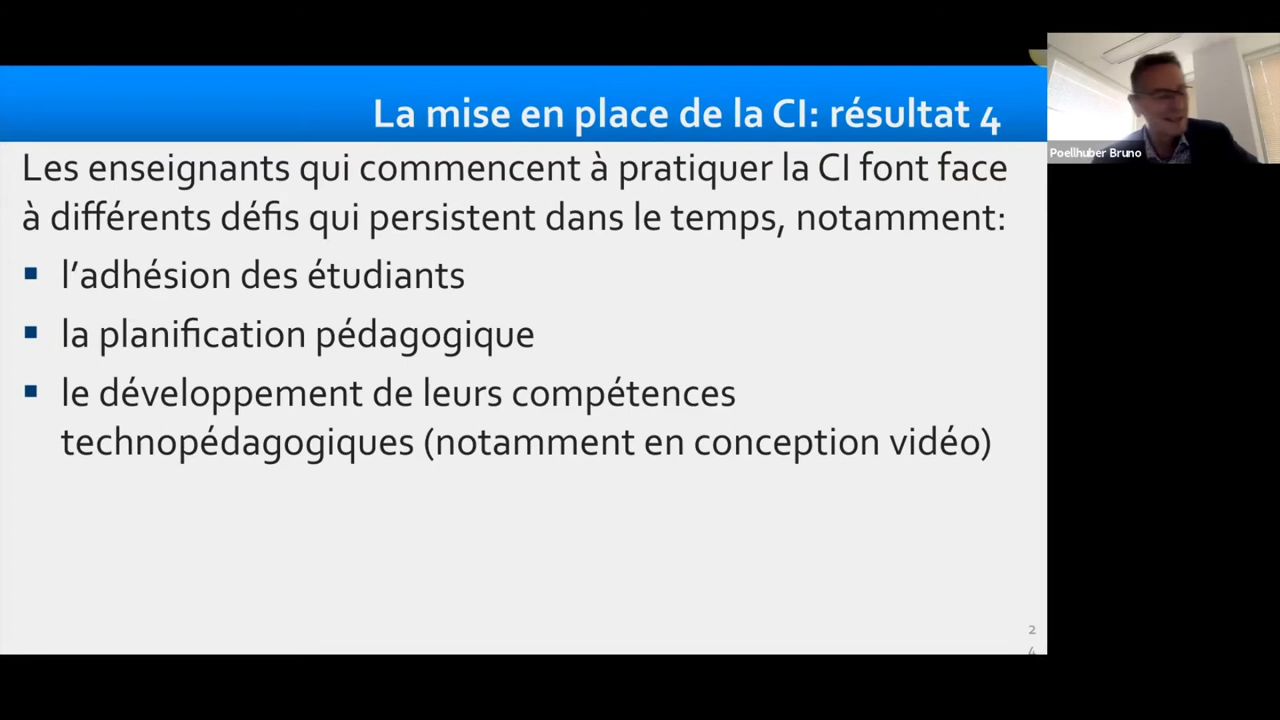 La mise en place de la CI: résultat 4
Poellhuber Bruno
Les enseignants qui commencent à pratiquer la CI font face
à différents défis qui persistent dans le temps, notamment:
▪ l’adhésion des étudiants
▪ la planification pédagogique
▪ le développement de leurs compétences
technopédagogiques (notamment en conception vidéo)
2
4